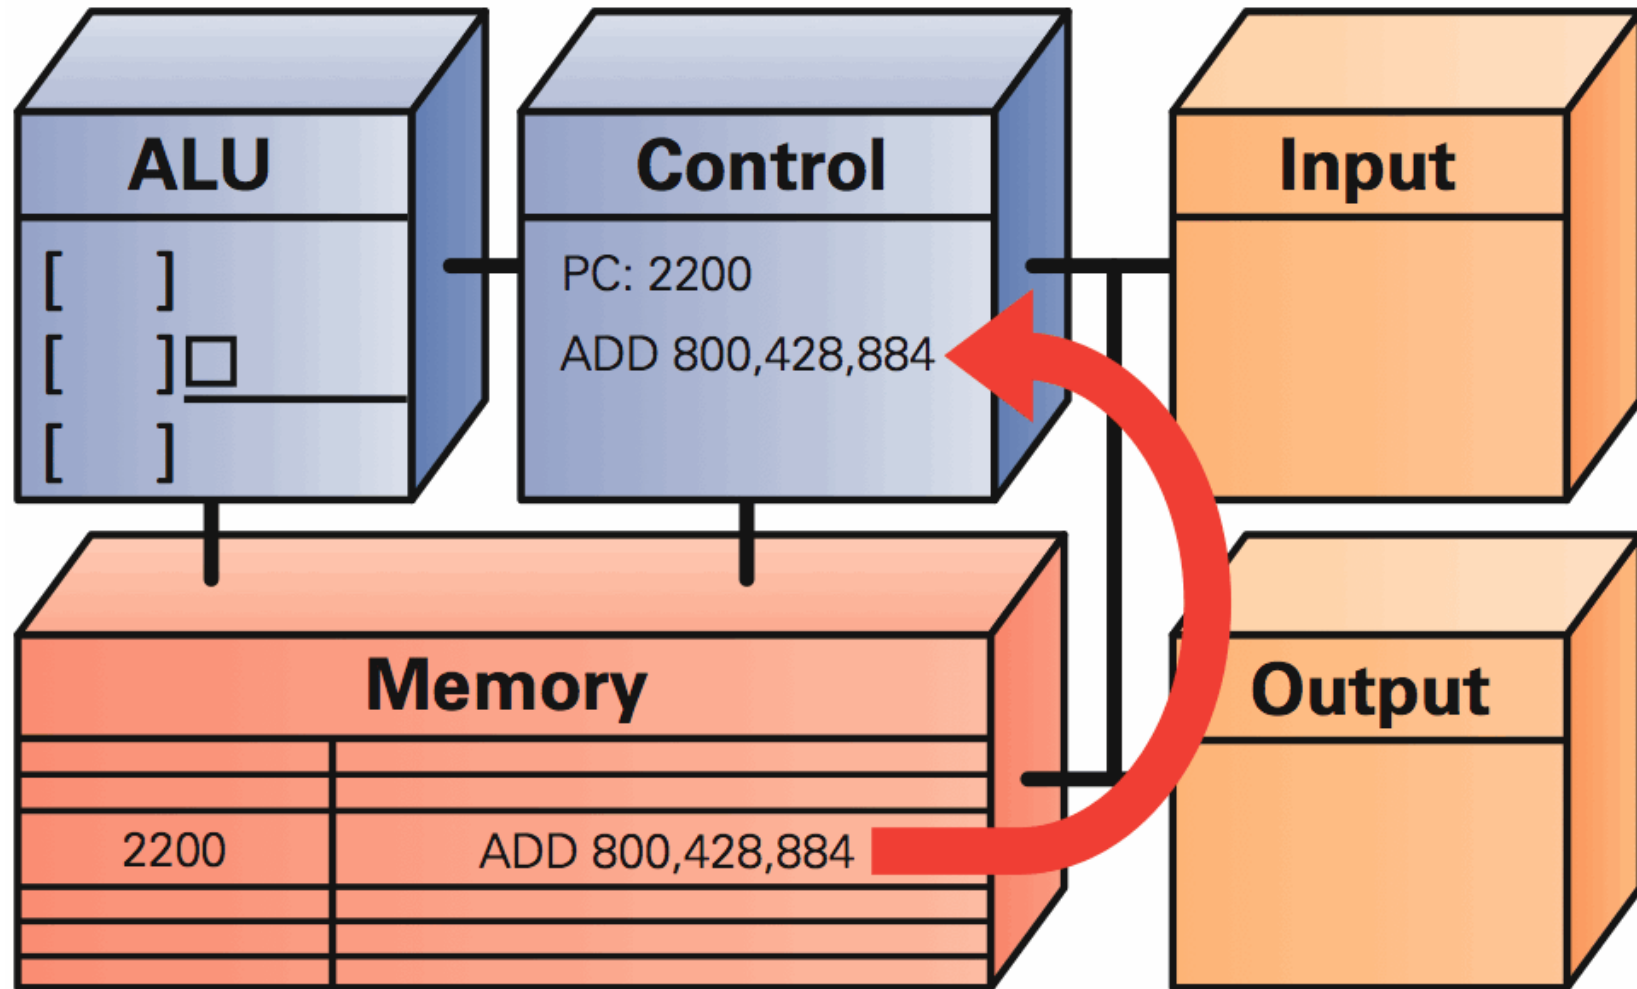 ALU
[ ]
[ ]
[ ]
Control
PC: 2200
ADD 800,428,884
Input
Memory
2200 ADD 800,428,884
Output